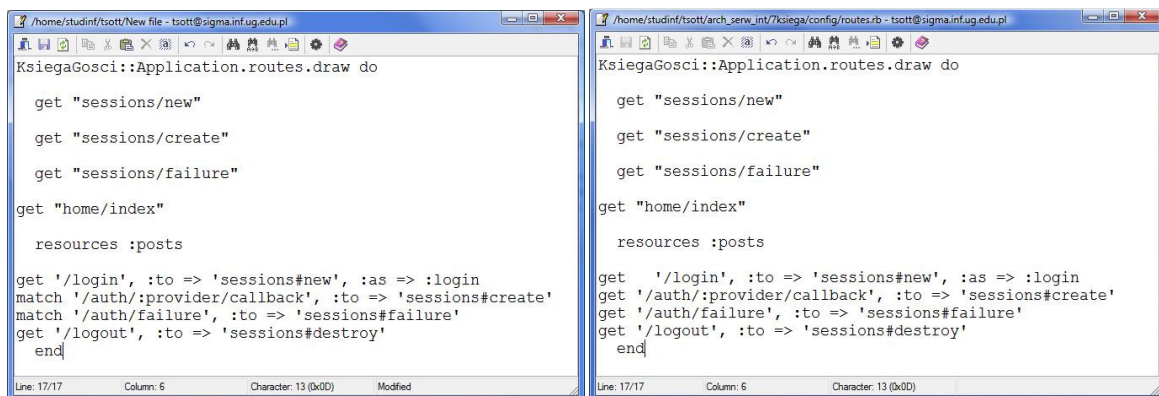 /home/studinf/tsott/New file - tsott@sigma.inf.ug.edu.pl
KsiegaGosci::Application.routes.draw do
get "sessions/new"
get "sessions/create"
get "sessions/failure"
get "home/index"
resources :posts
get '/login', :to => 'sessions#new', :as => :login
match '/auth/:provider/callback', :to => 'sessions#create'
match '/auth/failure', :to => 'sessions#failure'
get '/logout', :to => 'sessions#destroy'
end
Line: 17/17 Column: 6 Character: 13 (0x0D) Modified
/home/studinf/tsott/arch_serw_int/7ksiega/config/routes.rb - tsott@sigma.inf.ug.edu.pl
KsiegaGosci::Application.routes.draw do
get "sessions/new"
get "sessions/create"
get "sessions/failure"
get "home/index"
resources :posts
get   '/login', :to => 'sessions#new', :as => :login
get '/auth/:provider/callback', :to => 'sessions#create'
get '/auth/failure', :to => 'sessions#failure'
get '/logout', :to => 'sessions#destroy'
end
Line: 17/17 Column: 6 Character: 13 (0x0D)